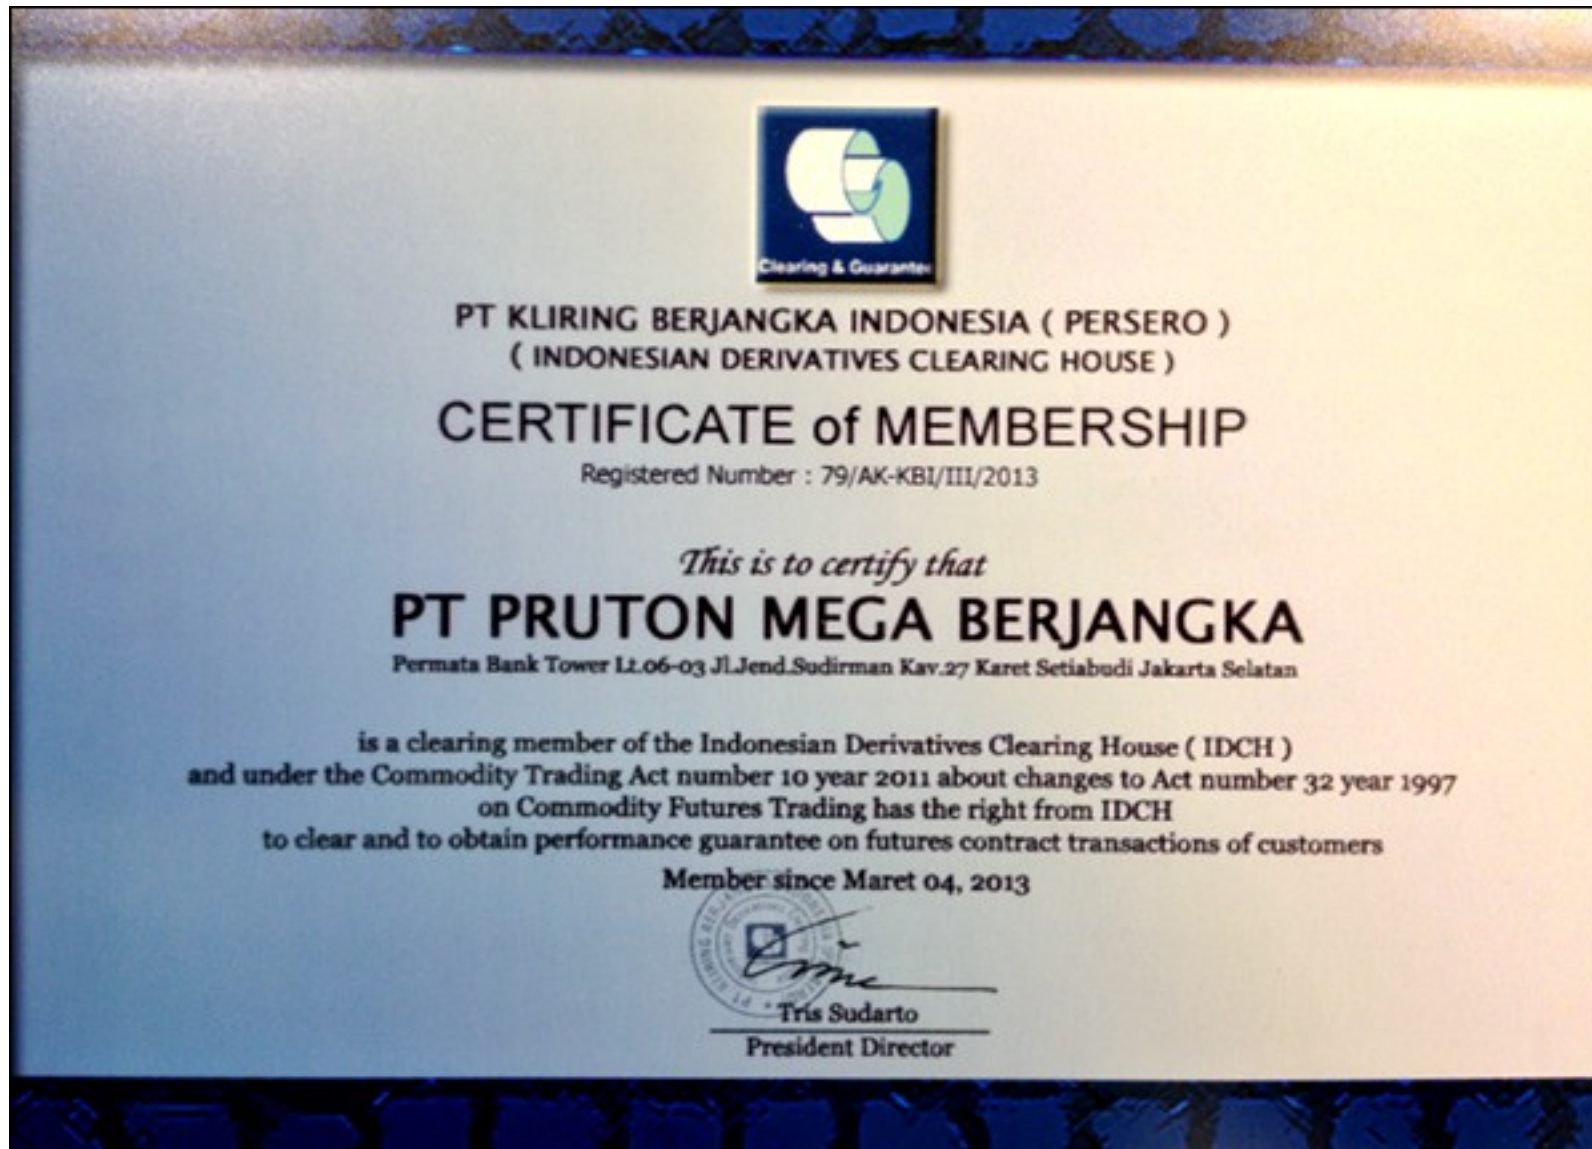 Clearing & Guarantee
PT KLIRING BERJANGKA INDONESIA ( PERSERO )
( INDONESIAN DERIVATIVES CLEARING HOUSE )
CERTIFICATE of MEMBERSHIP
Registered Number : 79/AK-KBI/III/2013
This is to certify that
PT PRUTON MEGA BERJANGKA
Permata Bank Tower Lt.06-03 Jl.Jend.Sudirman Kav.27 Karet Setiabudi Jakarta Selatan
is a clearing member of the Indonesian Derivatives Clearing House ( IDCH )
and under the Commodity Trading Act number 10 year 2011 about changes to Act number 32 year 1997
on Commodity Futures Trading has the right from IDCH
to clear and to obtain performance guarantee on futures contract transactions of customers
Member since Maret 04, 2013
Tris Sudarto
President Director